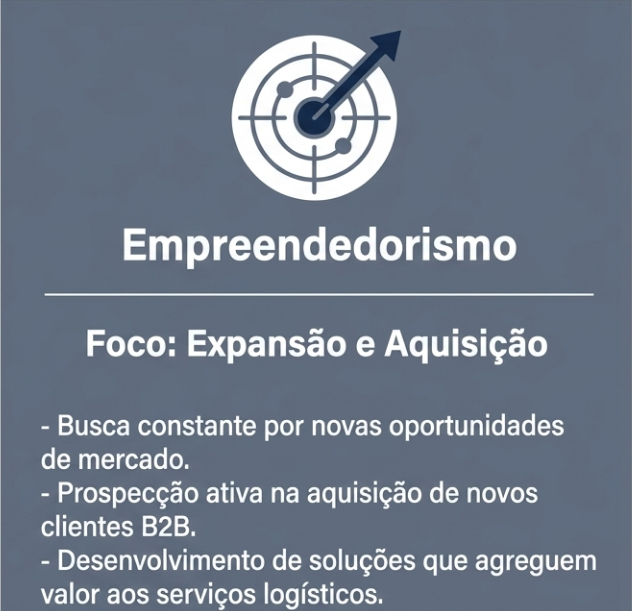 Empreendedorismo
Foco: Expansão e Aquisição
- Busca constante por novas oportunidades
de mercado.
- Prospecção ativa na aquisição de novos
clientes B2B.
- Desenvolvimento de soluções que agreguem
valor aos serviços logísticos.